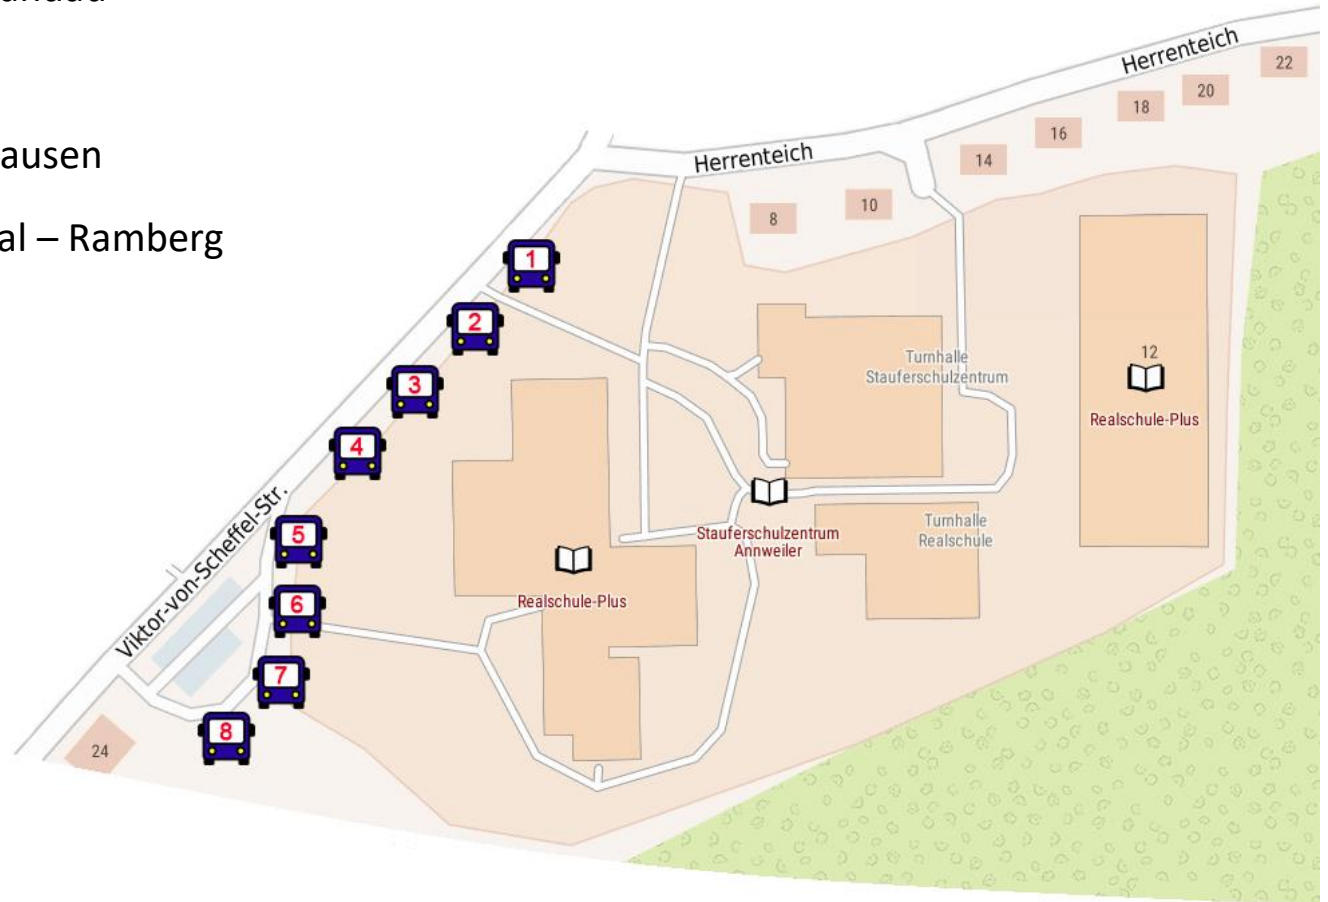 ausen
al – Ramberg
Herrenteich
Herrenteich
22
20
18
16
14
10
8
1
2
3
4
5
6
7
8
Viktor-von-Scheffel-Str.
24
Turnhalle
Stauferschulzentrum
12
Realschule-Plus
Stauferschulzentrum
Annweiler
Turnhalle
Realschule
Realschule-Plus